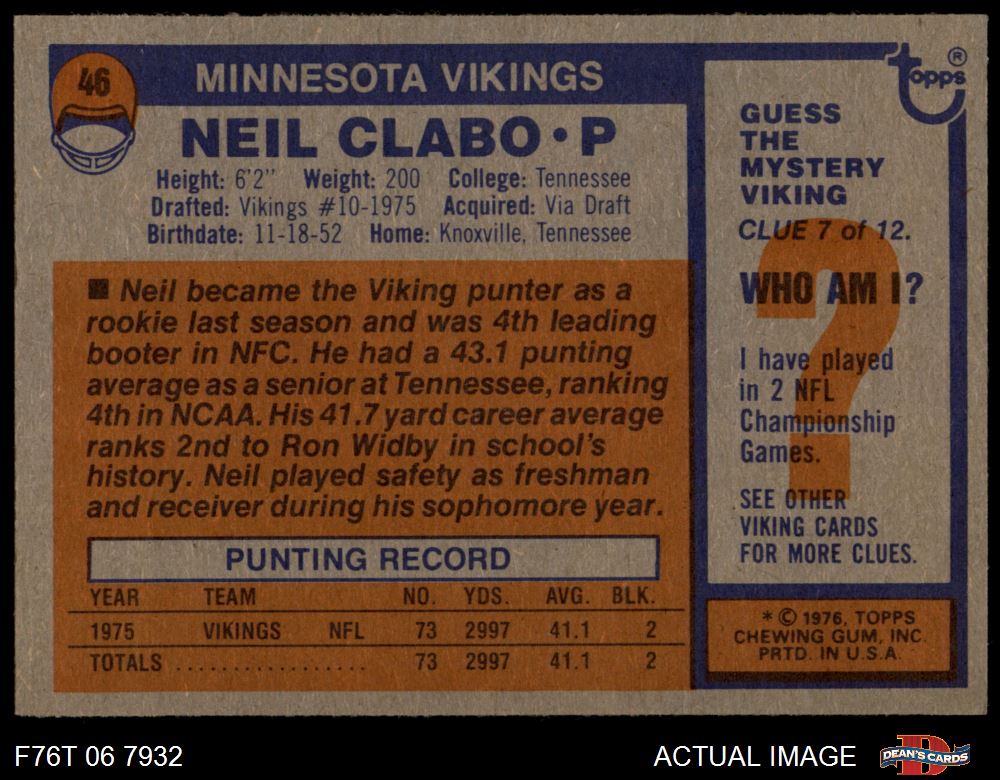 46
MINNESOTA VIKINGS
NEIL CLABO • P
Height: 6'2" Weight: 200 College: Tennessee
Drafted: Vikings #10-1975 Acquired: Via Draft
Birthdate: 11-18-52 Home: Knoxville, Tennessee
■ Neil became the Viking punter as a
rookie last season and was 4th leading
booter in NFC. He had a 43.1 punting
average as a senior at Tennessee, ranking
4th in NCAA. His 41.7 yard career average
ranks 2nd to Ron Widby in school's
history. Neil played safety as freshman
and receiver during his sophomore year.
PUNTING RECORD
YEAR TEAM NO. YDS. AVG. BLK.
1975 VIKINGS NFL 73 2997 41.1 2
TOTALS ................. 73 2997 41.1 2
topps ®
GUESS
THE
MYSTERY
VIKING
CLUE 7 of 12.
WHO AM I?
I have played
in 2 NFL
Championship
Games.
SEE OTHER
VIKING CARDS
FOR MORE CLUES.
* © 1976, TOPPS
CHEWING GUM, INC.
PRTD. IN U.S.A.
F76T 06 7932
ACTUAL IMAGE
DEAN'S CARDS